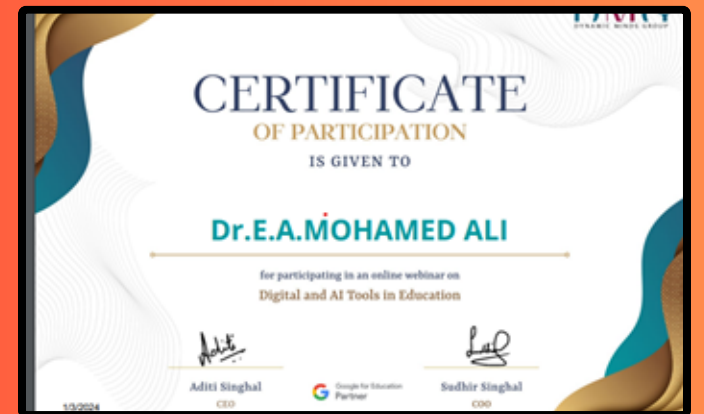 DYNAMIC MINDS GROUP
CERTIFICATE
OF PARTICIPATION
IS GIVEN TO
Dr.E.A.MOHAMED ALI
for participating in an online webinar on
Digital and AI Tools in Education
Aditi Singhal
CEO
Google for Education
Partner
Sudhir Singhal
COO
1/3/2024